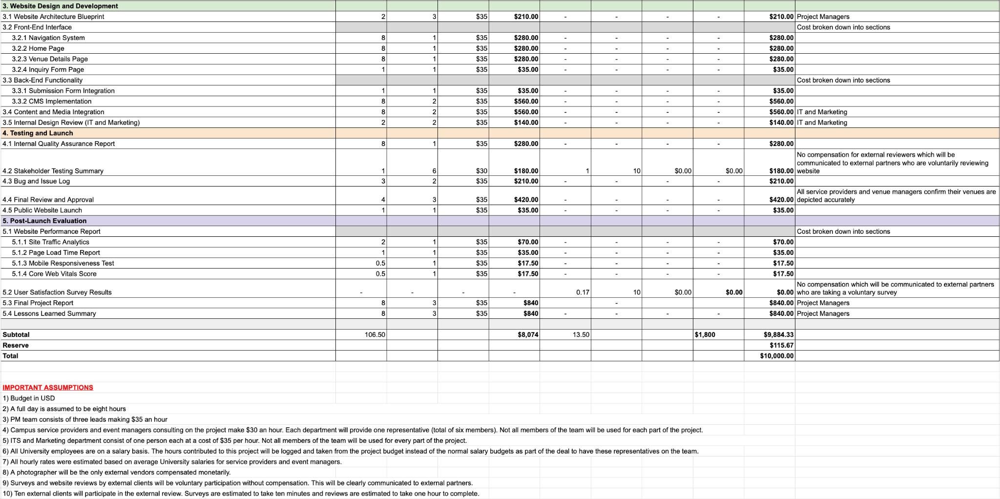 3. Website Design and Development
3.1 Website Architecture Blueprint 2 3 $35 $210.00 - - - - $210.00 Project Managers
3.2 Front-End Interface Cost broken down into sections
3.2.1 Navigation System 8 1 $35 $280.00 - - - - $280.00
3.2.2 Home Page 8 1 $35 $280.00 - - - - $280.00
3.2.3 Venue Details Page 8 1 $35 $280.00 - - - - $280.00
3.2.4 Inquiry Form Page 1 1 $35 $35.00 - - - - $35.00
3.3 Back-End Functionality Cost broken down into sections
3.3.1 Submission Form Integration 1 1 $35 $35.00 - - - - $35.00
3.3.2 CMS Implementation 8 2 $35 $560.00 - - - - $560.00
3.4 Content and Media Integration 8 2 $35 $560.00 - - - - $560.00 IT and Marketing
3.5 Internal Design Review (IT and Marketing) 2 2 $35 $140.00 - - - - $140.00 IT and Marketing
4. Testing and Launch
4.1 Internal Quality Assurance Report 8 1 $35 $280.00 - - - - $280.00
No compensation for external reviewers which will be
communicated to external partners who are voluntarily reviewing
4.2 Stakeholder Testing Summary 1 6 $30 $180.00 1 10 $0.00 $0.00 $180.00 website
4.3 Bug and Issue Log 3 2 $35 $210.00 - - - - $210.00
All service providers and venue managers confirm their venues are
4.4 Final Review and Approval 4 3 $35 $420.00 - - - - $420.00 depicted accurately
4.5 Public Website Launch 1 1 $35 $35.00 - - - - $35.00
5. Post-Launch Evaluation
5.1 Website Performance Report Cost broken down into sections
5.1.1 Site Traffic Analytics 2 1 $35 $70.00 - - - - $70.00
5.1.2 Page Load Time Report 1 1 $35 $35.00 - - - - $35.00
5.1.3 Mobile Responsiveness Test 0.5 1 $35 $17.50 - - - - $17.50
5.1.4 Core Web Vitals Score 0.5 1 $35 $17.50 - - - - $17.50
No compensation which will be communicated to external partners
5.2 User Satisfaction Survey Results - - - - 0.17 10 $0.00 $0.00 $0.00 who are taking a voluntary survey
5.3 Final Project Report 8 3 $35 $840 - $840.00 Project Managers
5.4 Lessons Learned Summary 8 3 $35 $840 - - - - $840.00 Project Managers
Subtotal 106.50 $8,074 13.50 $1,800 $9,884.33
Reserve $115.67
Total $10,000.00
IMPORTANT ASSUMPTIONS
1) Budget in USD
2) A full day is assumed to be eight hours
3) PM team consists of three leads making $35 an hour
4) Campus service providers and event managers consulting on the project make $30 an hour. Each department will provide one representative (total of six members). Not all members of the team will be used for each part of the project.
5) ITS and Marketing department consist of one person each at a cost of $35 per hour. Not all members of the team will be used for every part of the project.
6) All University employees are on a salary basis. The hours contributed to this project will be logged and taken from the project budget instead of the normal salary budgets as part of the deal to have these representatives on the team.
7) All hourly rates were estimated based on average University salaries for service providers and event managers.
8) A photographer will be the only external vendors compensated monetarily.
9) Surveys and website reviews by external clients will be voluntary participation without compensation. This will be clearly communicated to external partners.
10) Ten external clients will participate in the external review. Surveys are estimated to take ten minutes and reviews are estimated to take one hour to complete.